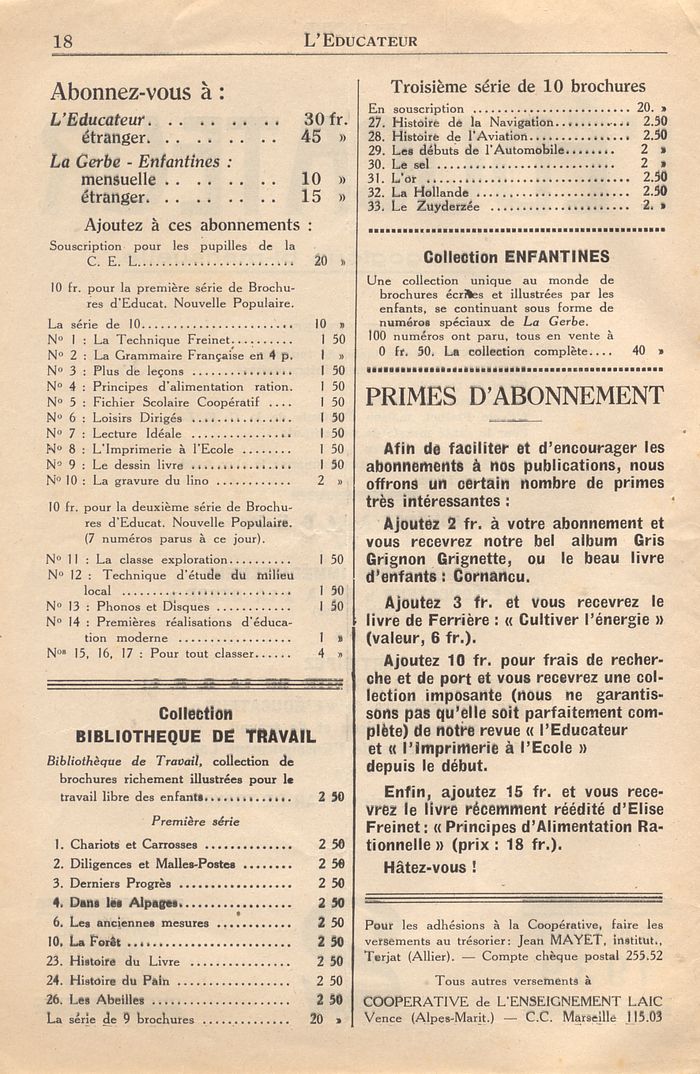 18
L'EDUCATEUR
Abonnez-vous à :
L'Educateur. . . . . . . . . 30 fr.
étranger. . . . . . . . . 45 »
La Gerbe - Enfantines :
mensuelle . . . . . . . . 10 »
étranger. . . . . . . . . 15 »
Ajoutez à ces abonnements :
Souscription pour les pupilles de la
C. E. L........................ 20 »
10 fr. pour la première série de Brochu-
res d'Educat. Nouvelle Populaire.
La série de 10........................ 10 »
N° 1 : La Technique Freinet.......... 1 50
N° 2 : La Grammaire Française en 4 p. 1 »
N° 3 : Plus de leçons ................ 1 50
N° 4 : Principes d'alimentation ration. 1 50
N° 5 : Fichier Scolaire Coopératif .... 1 50
N° 6 : Loisirs Dirigés ................ 1 50
N° 7 : Lecture Idéale ................ 1 50
N° 8 : L'Imprimerie à l'Ecole ........ 1 50
N° 9 : Le dessin livre ................ 1 50
N° 10 : La gravure du lino ............ 2 »
10 fr. pour la deuxième série de Brochu-
res d'Educat. Nouvelle Populaire.
(7 numéros parus à ce jour).
N° 11 : La classe exploration.......... 1 50
N° 12 : Technique d'étude du milieu
local ........................ 1 50
N° 13 : Phonos et Disques ............ 1 50
N° 14 : Premières réalisations d'éduca-
tion moderne .................. 1 »
Nos 15, 16, 17 : Pour tout classer...... 4 »
Collection
BIBLIOTHEQUE DE TRAVAIL
Bibliothèque de Travail, collection de
brochures richement illustrées pour le
travail libre des enfants.............. 2 50
Première série
1. Chariots et Carrosses .............. 2 50
2. Diligences et Malles-Postes ........ 2 50
3. Derniers Progrès .................. 2 50
4. Dans les Alpages.................. 2 50
6. Les anciennes mesures ............ 2 50
10. La Forêt ........................ 2 50
23. Histoire du Livre ................ 2 50
24. Histoire du Pain .................. 2 50
26. Les Abeilles ...................... 2 50
La série de 9 brochures .............. 20 »
Troisième série de 10 brochures
En souscription ........................ 20. »
27. Histoire de la Navigation............ 2.50
28. Histoire de l'Aviation................ 2.50
29. Les débuts de l'Automobile........ 2 »
30. Le sel ............................ 2 »
31. L'or .............................. 2.50
32. La Hollande ...................... 2.50
33. Le Zuyderzée .................... 2. »
Collection ENFANTINES
Une collection unique au monde de
brochures écrites et illustrées par les
enfants, se continuant sous forme de
numéros spéciaux de La Gerbe.
100 numéros ont paru, tous en vente à
0 fr. 50. La collection complète.... 40 »
PRIMES D'ABONNEMENT
Afin de faciliter et d'encourager les
abonnements à nos publications, nous
offrons un certain nombre de primes
très intéressantes :
Ajoutez 2 fr. à votre abonnement et
vous recevrez notre bel album Gris
Grignon Grignette, ou le beau livre
d'enfants : Cornancu.
Ajoutez 3 fr. et vous recevrez le
livre de Ferrière : « Cultiver l'énergie »
(valeur, 6 fr.).
Ajoutez 10 fr. pour frais de recher-
che et de port et vous recevrez une col-
lection imposante (nous ne garantis-
sons pas qu'elle soit parfaitement com-
plète) de notre revue « l'Educateur
et « l'Imprimerie à l'Ecole »
depuis le début.
Enfin, ajoutez 15 fr. et vous rece-
vrez le livre récemment réédité d'Elise
Freinet : « Principes d'Alimentation Ra-
tionnelle » (prix : 18 fr.).
Hâtez-vous !
Pour les adhésions à la Coopérative, faire les
versements au trésorier: Jean MAYET, institut.,
Terjat (Allier). — Compte chèque postal 255.52
Tous autres versements à
COOPERATIVE de L'ENSEIGNEMENT LAIC
Vence (Alpes-Marit.) — C.C. Marseille 115.03